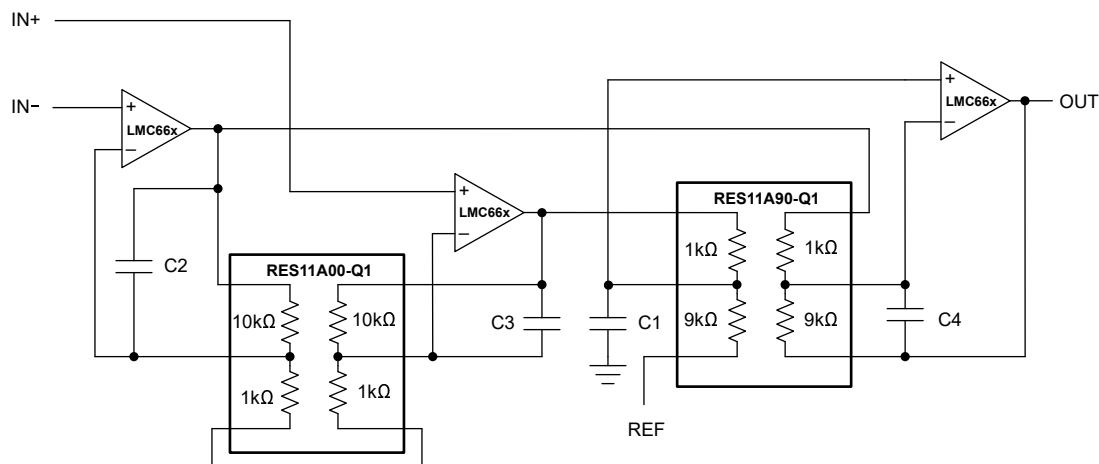 IN+
IN−
+
LMC66x
−
C2
RES11A00-Q1
10kΩ
10kΩ
1kΩ
1kΩ
+
LMC66x
−
C3
C1
RES11A90-Q1
1kΩ
1kΩ
9kΩ
9kΩ
REF
+
LMC66x
−
OUT
C4